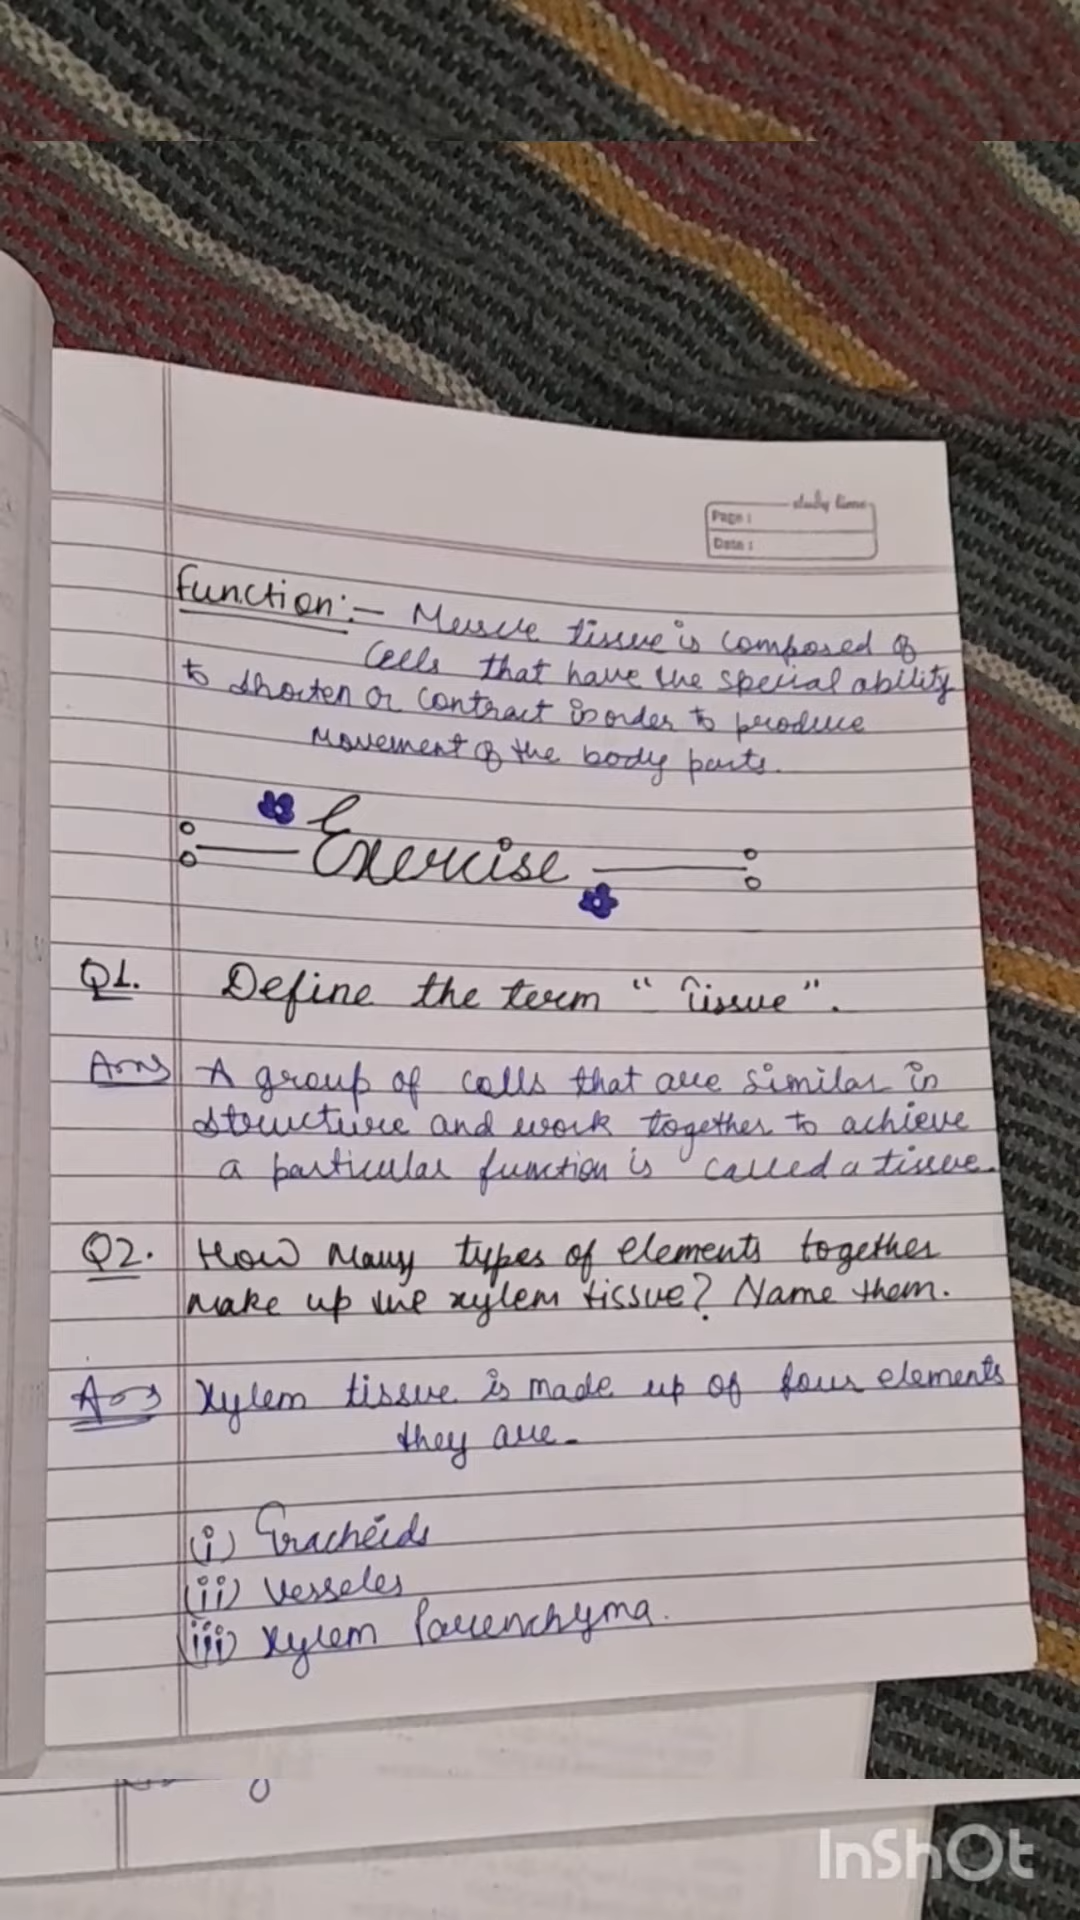 study time
Page :
Date :
Function:- Muscle tissue is composed of
cells that have the special ability
to shorten or contract in order to produce
Movement of the body parts.
Exercise
Q1. Define the term "Tissue".
Ans A group of cells that are similar in
structure and work together to achieve
a particular function is called a tissue.
Q2. How Many types of elements together
make up the xylem tissue? Name them.
Ans Xylem tissue is made up of four elements
they are-
(i) Tracheids
(ii) Vesseles
(iii) Xylem Parenchyma.
InShOt